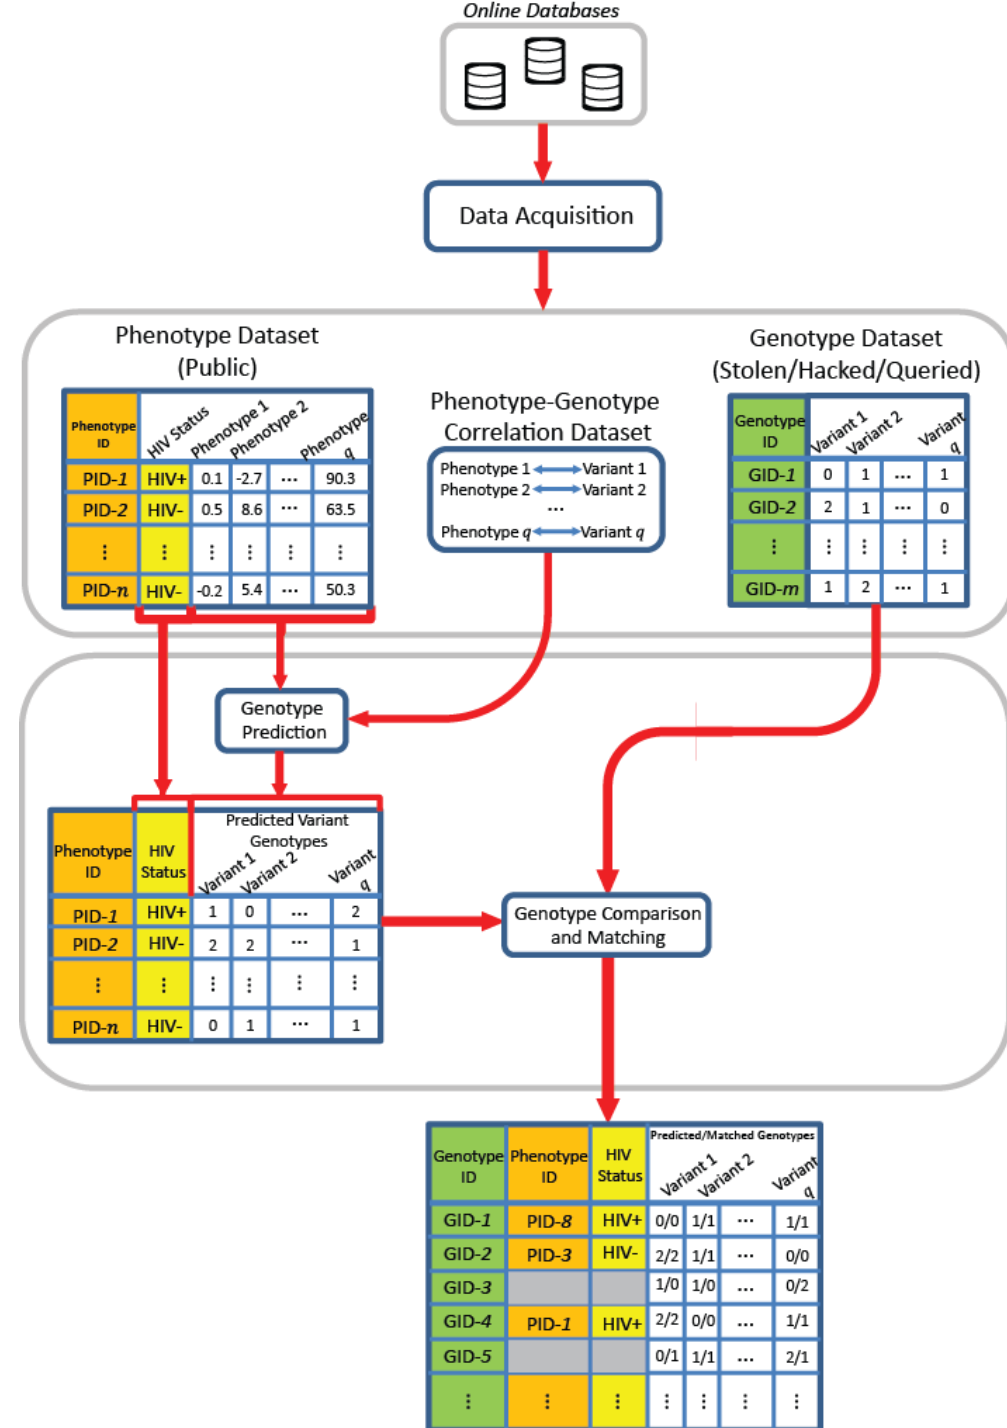 Online Databases
Data Acquisition
Phenotype Dataset
(Public)
Phenotype ID HIV Status Phenotype 1 Phenotype 2 Phenotype q
PID-1 HIV+ 0.1 -2.7 ... 90.3
PID-2 HIV- 0.5 8.6 ... 63.5
⋮ ⋮ ⋮ ⋮ ⋮ ⋮
PID-n HIV- -0.2 5.4 ... 50.3
Phenotype-Genotype
Correlation Dataset
Phenotype 1 Variant 1
Phenotype 2 Variant 2
...
Phenotype q Variant q
Genotype Dataset
(Stolen/Hacked/Queried)
Genotype ID Variant 1 Variant 2 Variant q
GID-1 0 1 ... 1
GID-2 2 1 ... 0
⋮ ⋮ ⋮ ⋮ ⋮
GID-m 1 2 ... 1
Genotype
Prediction
Predicted Variant
Genotypes
Phenotype ID HIV Status Variant 1 Variant 2 Variant q
PID-1 HIV+ 1 0 ... 2
PID-2 HIV- 2 2 ... 1
⋮ ⋮ ⋮ ⋮ ⋮ ⋮
PID-n HIV- 0 1 ... 1
Genotype Comparison
and Matching
Predicted/Matched Genotypes
Genotype ID Phenotype ID HIV Status Variant 1 Variant 2 Variant q
GID-1 PID-8 HIV+ 0/0 1/1 ... 1/1
GID-2 PID-3 HIV- 2/2 1/1 ... 0/0
GID-3 1/0 1/0 ... 0/2
GID-4 PID-1 HIV+ 2/2 0/0 ... 1/1
GID-5 0/1 1/1 ... 2/1
⋮ ⋮ ⋮ ⋮ ⋮ ⋮ ⋮